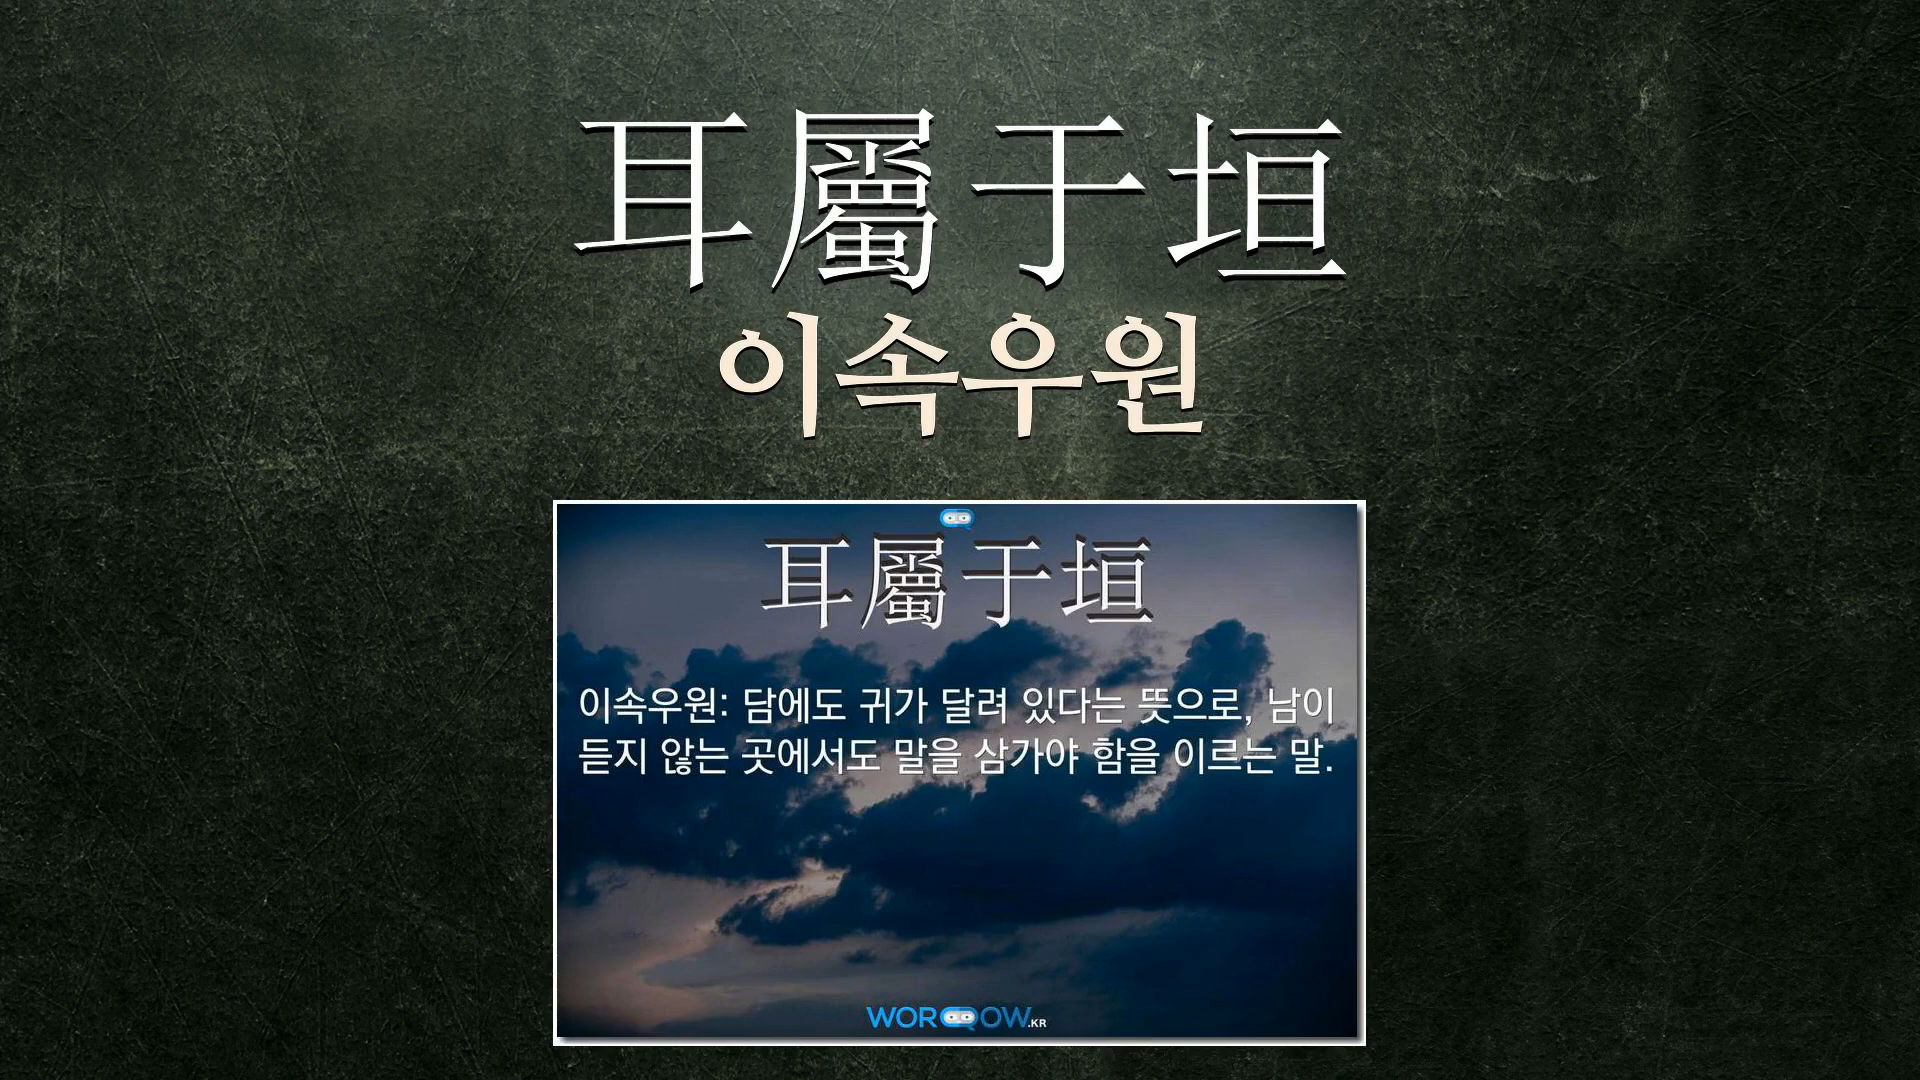 耳屬于垣
이속우원
耳屬于垣
이속우원: 담에도 귀가 달려 있다는 뜻으로, 남이
듣지 않는 곳에서도 말을 삼가야 함을 이르는 말.
WORQOW.KR